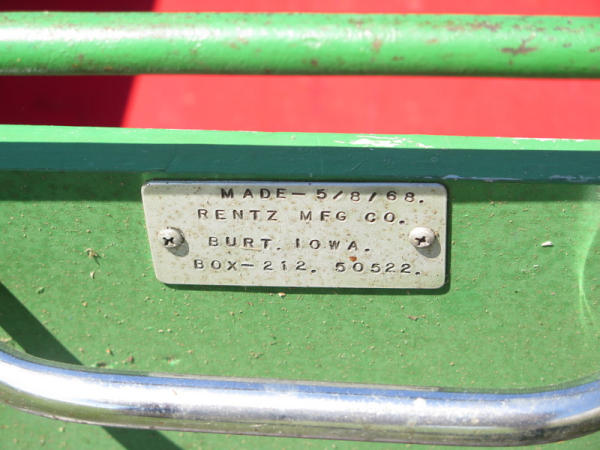 MADE-5/8/68.
RENTZ MFG CO.
BURT. IOWA.
BOX-212. 50522.